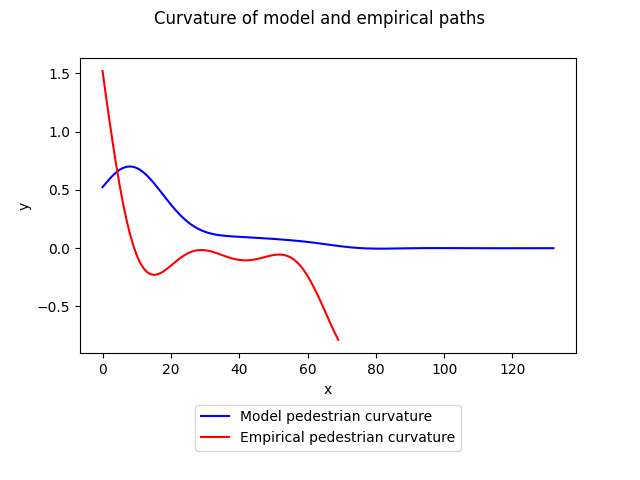 Curvature of model and empirical paths
1.5
1.0
0.5
0.0
−0.5
y
0 20 40 60 80 100 120
x
Model pedestrian curvature
Empirical pedestrian curvature